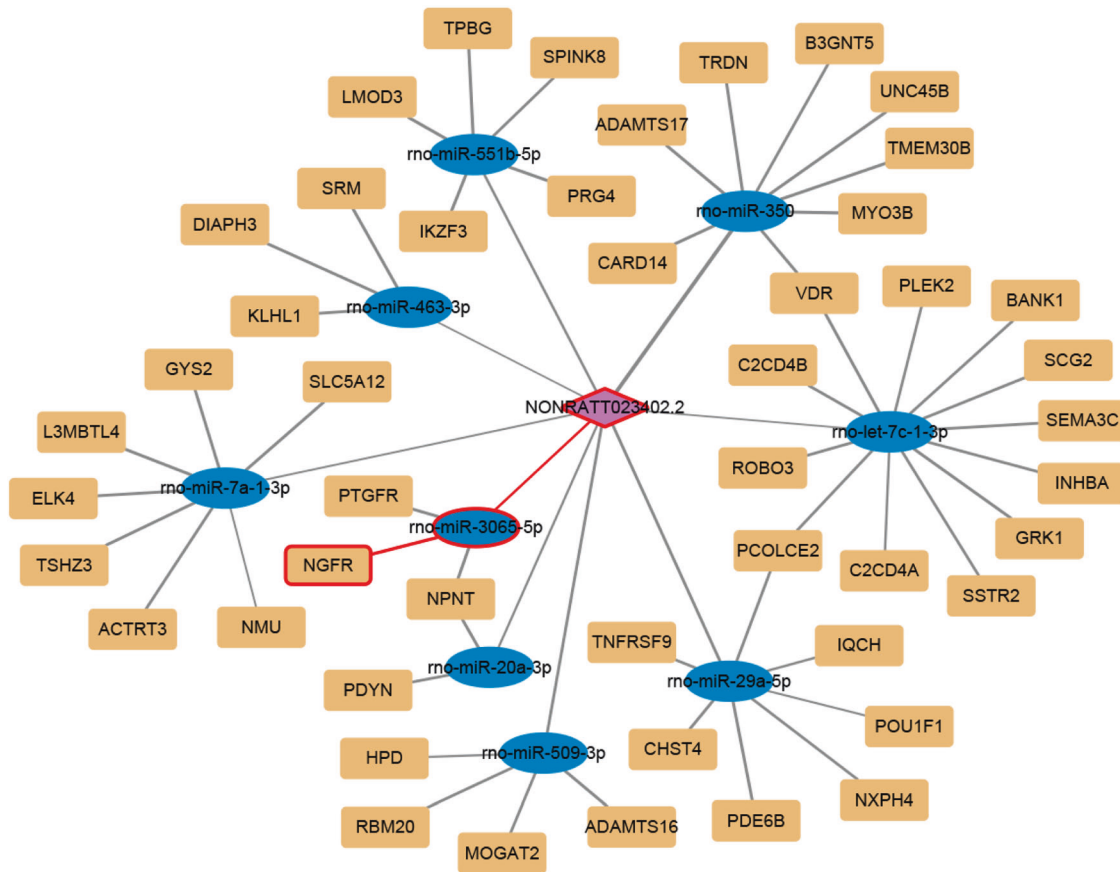 TPBG
B3GNT5
SPINK8
TRDN
LMOD3
UNC45B
ADAMTS17
rno-miR-551b-5p
TMEM30B
SRM
PRG4
rno-miR-350
MYO3B
DIAPH3
IKZF3
CARD14
rno-miR-463-3p
VDR
PLEK2
KLHL1
BANK1
GYS2
SLC5A12
C2CD4B
SCG2
NONRATT023402.2
L3MBTL4
rno-let-7c-1-3p
SEMA3C
ROBO3
rno-miR-7a-1-3p
PTGFR
INHBA
ELK4
rno-miR-3065-5p
GRK1
TSHZ3
NGFR
PCOLCE2
C2CD4A
NPNT
SSTR2
ACTRT3
NMU
TNFRSF9
IQCH
rno-miR-20a-3p
PDYN
rno-miR-29a-5p
POU1F1
HPD
rno-miR-509-3p
CHST4
NXPH4
RBM20
ADAMTS16
PDE6B
MOGAT2